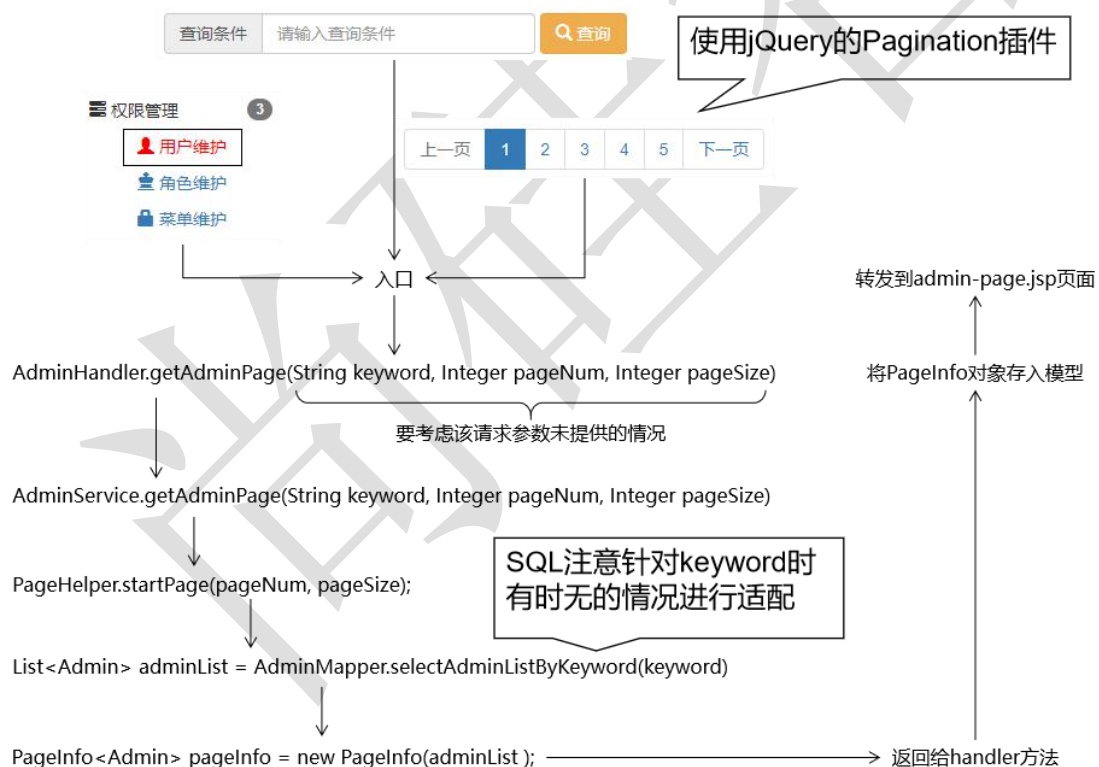 查询条件 请输入查询条件 查询
使用jQuery的Pagination插件
权限管理 3
用户维护
角色维护
菜单维护
上一页 1 2 3 4 5 下一页
入口
转发到admin-page.jsp页面
AdminHandler.getAdminPage(String keyword, Integer pageNum, Integer pageSize)
将PageInfo对象存入模型
要考虑该请求参数未提供的情况
AdminService.getAdminPage(String keyword, Integer pageNum, Integer pageSize)
SQL注意针对keyword时
有时无的情况进行适配
PageHelper.startPage(pageNum, pageSize);
List<Admin> adminList = AdminMapper.selectAdminListByKeyword(keyword)
PageInfo<Admin> pageInfo = new PageInfo(adminList );
返回给handler方法